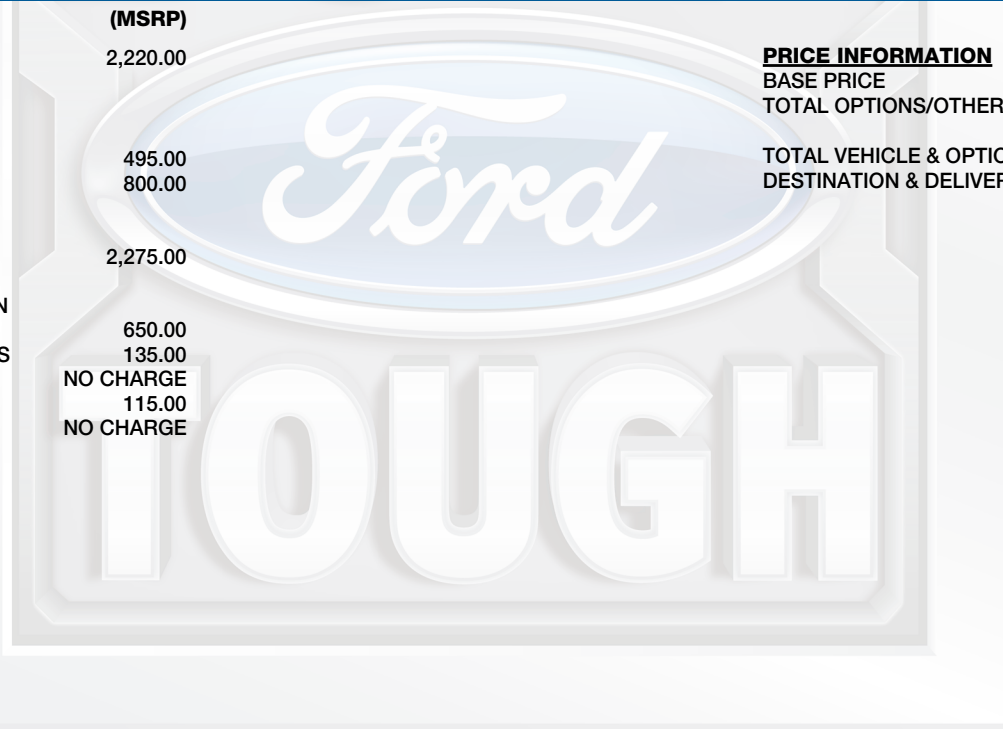 (MSRP)
2,220.00
495.00
800.00
2,275.00
N
650.00
S 135.00
NO CHARGE
115.00
NO CHARGE
PRICE INFORMATION
BASE PRICE
TOTAL OPTIONS/OTHER
TOTAL VEHICLE & OPTIO
DESTINATION & DELIVER
Ford
TOUGH